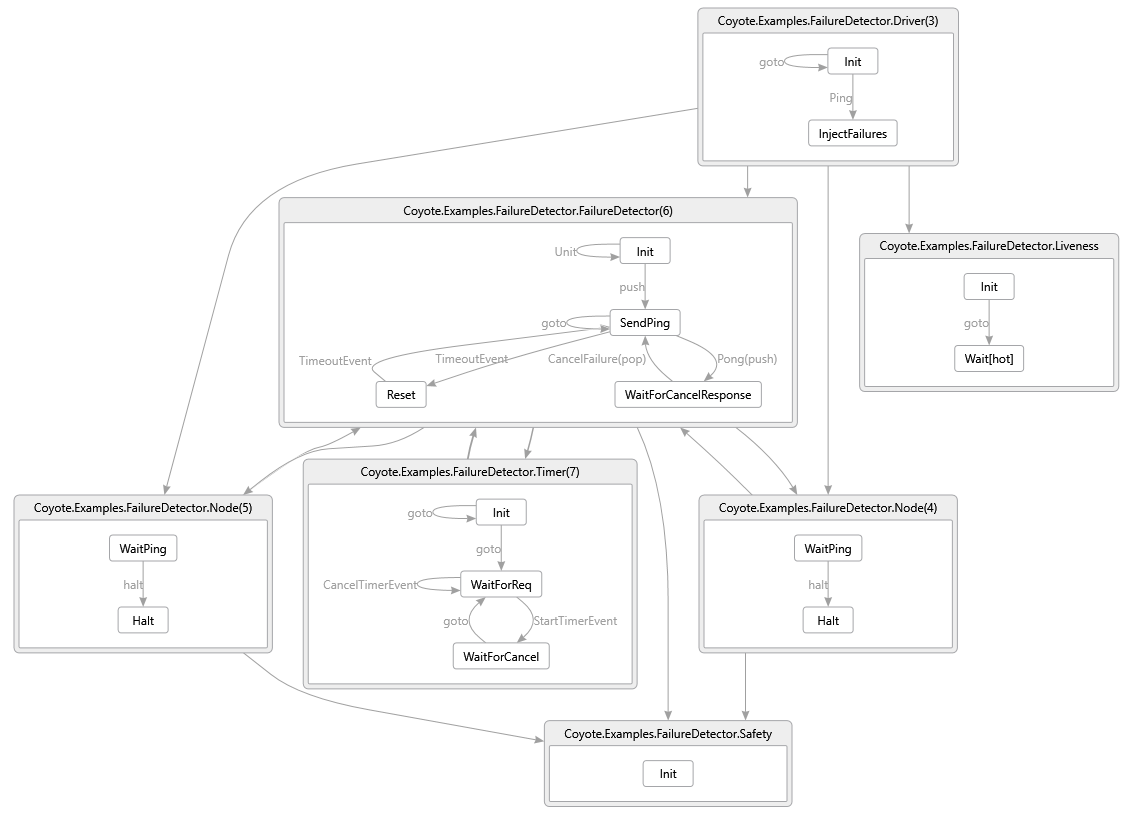 Coyote.Examples.FailureDetector.Driver(3)
goto
Init
Ping
InjectFailures
Coyote.Examples.FailureDetector.FailureDetector(6)
Unit
Init
push
goto
SendPing
TimeoutEvent
TimeoutEvent
CancelFailure(pop)
Pong(push)
Reset
WaitForCancelResponse
Coyote.Examples.FailureDetector.Liveness
Init
goto
Wait[hot]
Coyote.Examples.FailureDetector.Node(5)
WaitPing
halt
Halt
Coyote.Examples.FailureDetector.Timer(7)
goto
Init
goto
CancelTimerEvent
WaitForReq
goto
StartTimerEvent
WaitForCancel
Coyote.Examples.FailureDetector.Node(4)
WaitPing
halt
Halt
Coyote.Examples.FailureDetector.Safety
Init